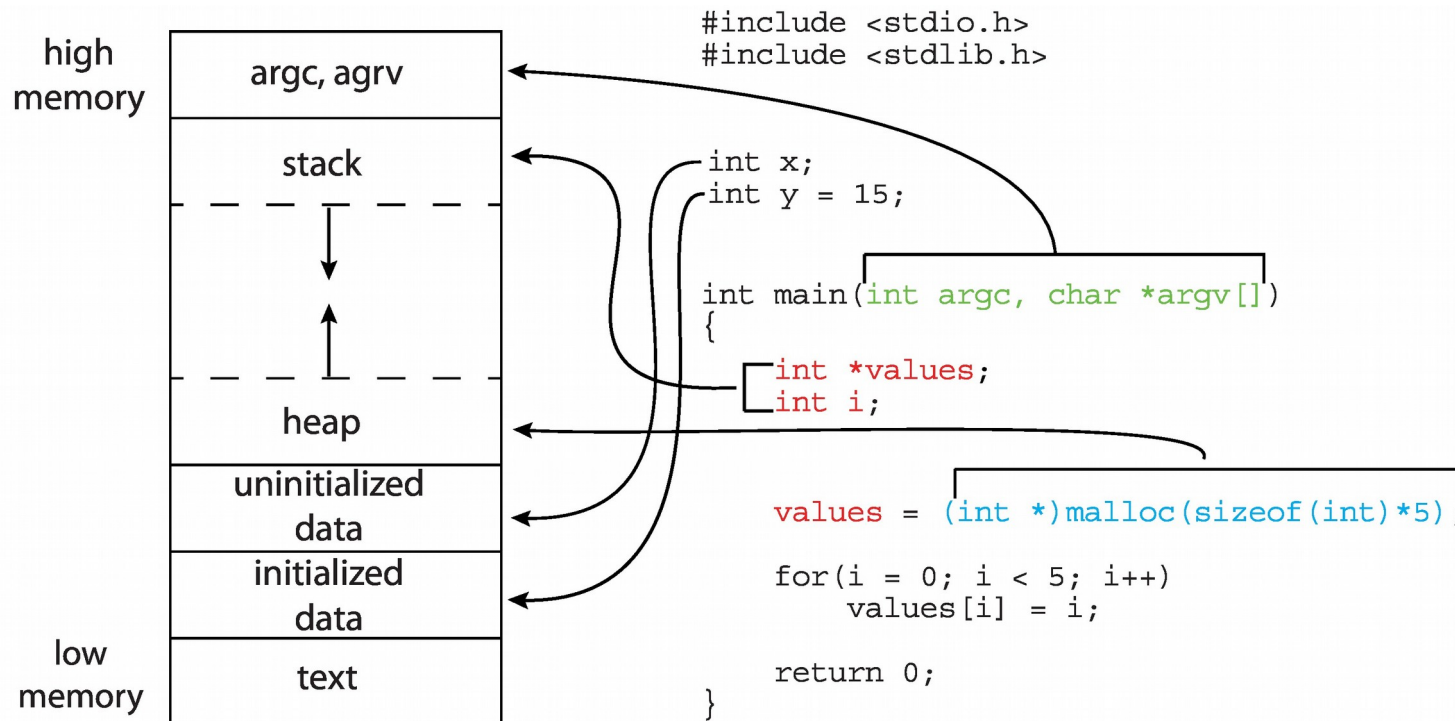 high
memory
argc, agrv
stack
heap
uninitialized
data
initialized
data
low
memory
text
#include <stdio.h>
#include <stdlib.h>
int x;
int y = 15;
int main(int argc, char *argv[])
{
int *values;
int i;
values = (int *)malloc(sizeof(int)*5)
for(i = 0; i < 5; i++)
values[i] = i;
return 0;
}